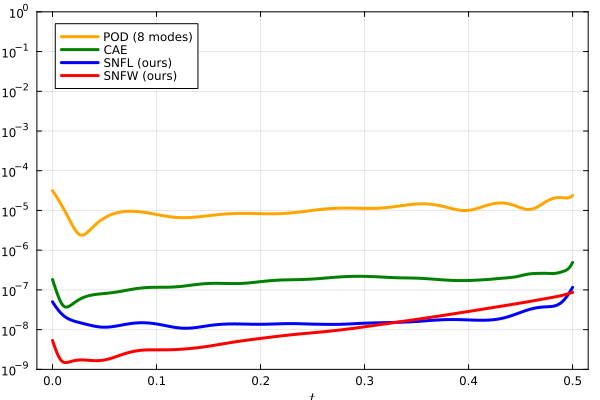 10⁰
10⁻¹
10⁻²
10⁻³
10⁻⁴
10⁻⁵
10⁻⁶
10⁻⁷
10⁻⁸
10⁻⁹
POD (8 modes)
CAE
SNFL (ours)
SNFW (ours)
0.0 0.1 0.2 0.3 0.4 0.5
t